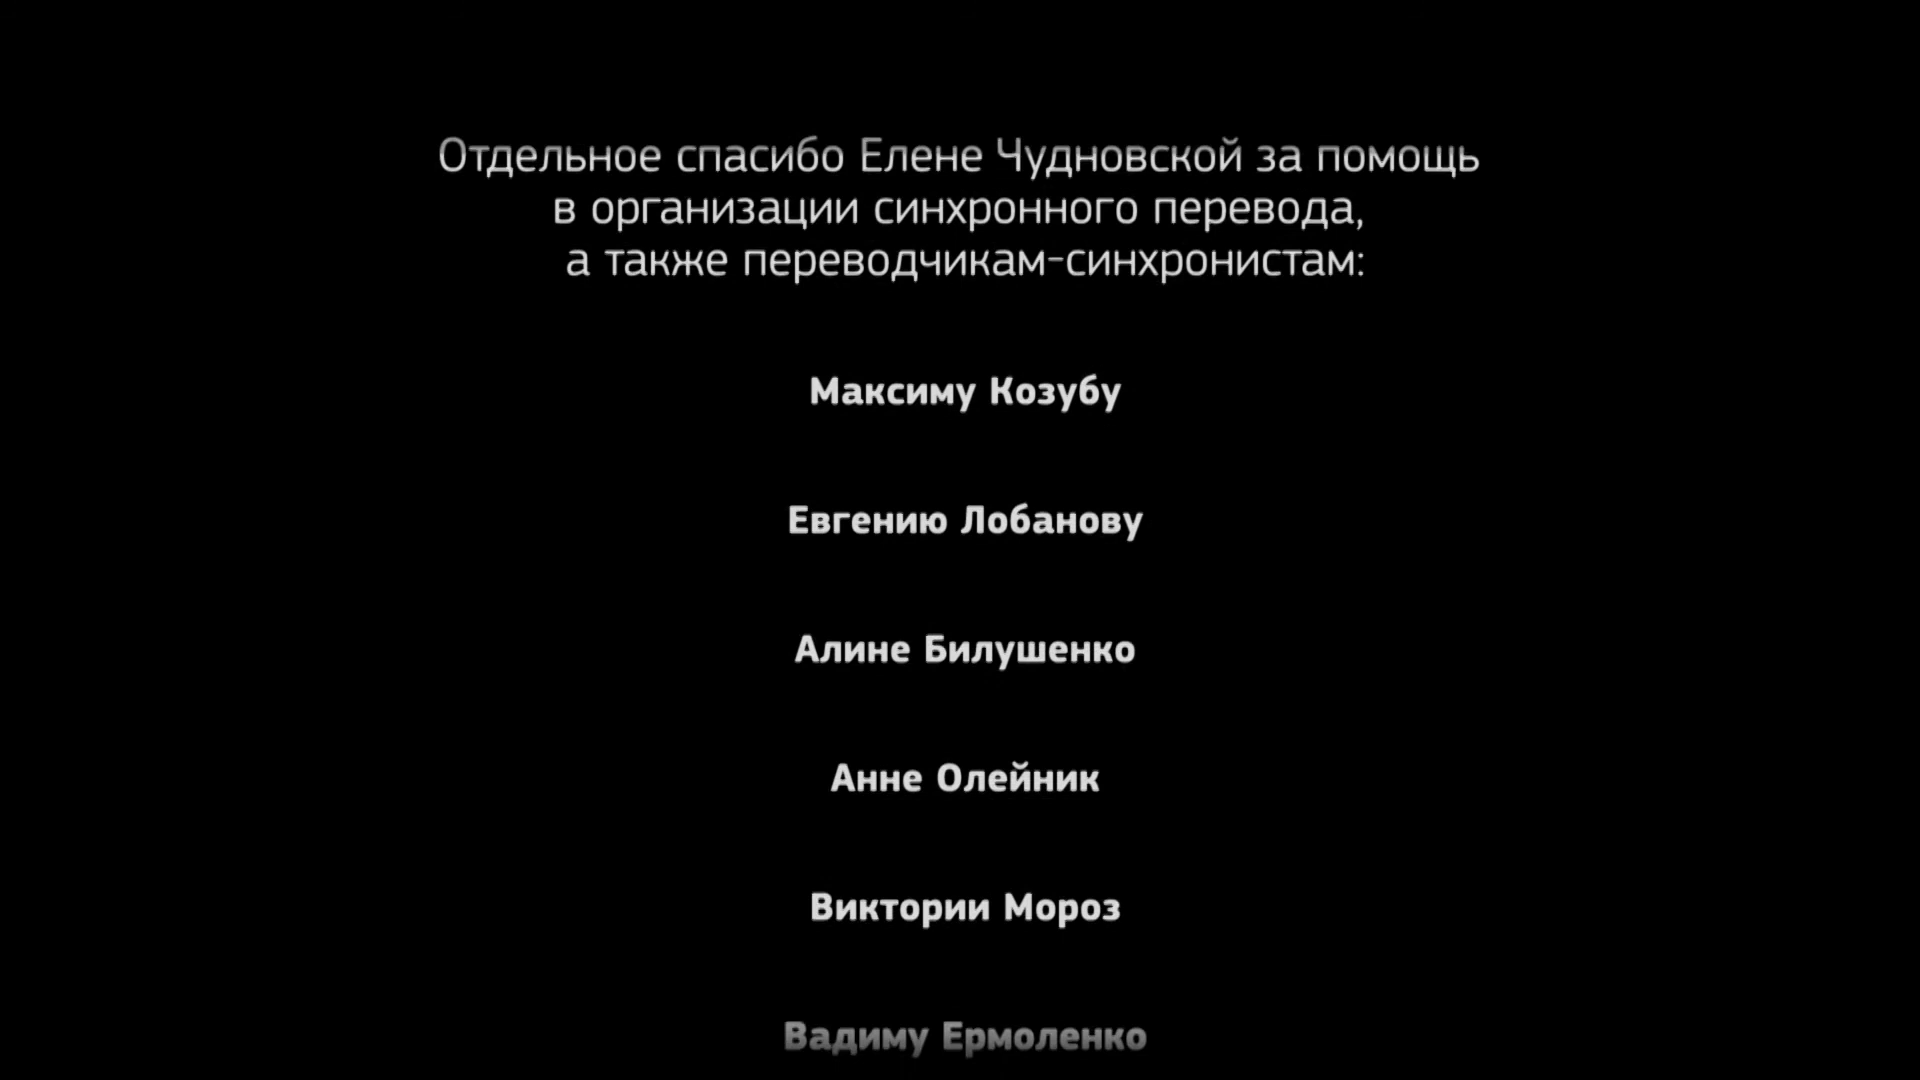 Отдельное спасибо Елене Чудновской за помощь
в организации синхронного перевода,
а также переводчикам-синхронистам:
Максиму Козубу
Евгению Лобанову
Алине Билушенко
Анне Олейник
Виктории Мороз
Вадиму Ермоленко